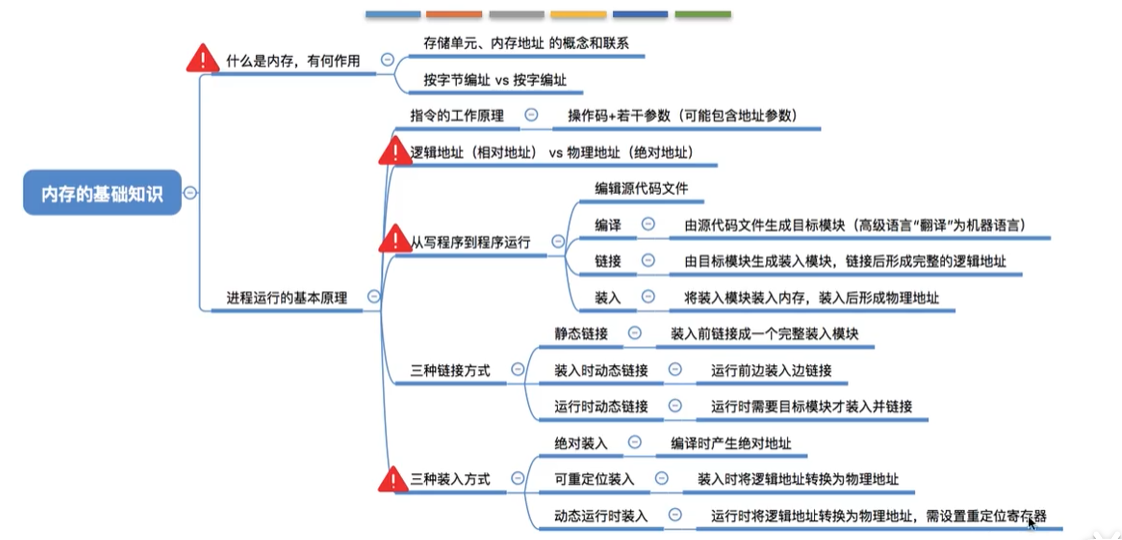 什么是内存，有何作用
存储单元、内存地址 的概念和联系
按字节编址 vs 按字编址
指令的工作原理
操作码+若干参数（可能包含地址参数）
逻辑地址（相对地） vs 物理地址（绝对地址）
内存的基础知识
编辑源代码文件
编译
由源代码文件生成目标模块（高级语言“翻译”为机器语言）
从写程序到程序运行
链接
由目标模块生成装入模块，链接后形成完整的逻辑地址
进程运行的基本原理
装入
将装入模块装入内存，装入后形成物理地址
静态链接
装入前链接成一个完整装入模块
三种链接方式
装入时动态链接
运行前边装入边链接
运行时动态链接
运行时需要目标模块才装入并链接
绝对装入
编译时产生绝对地址
三种装入方式
可重定位装入
装入时将逻辑地址转换为物理地址
动态运行时装入
运行时将逻辑地址转换为物理地址，需设置重定位寄存器